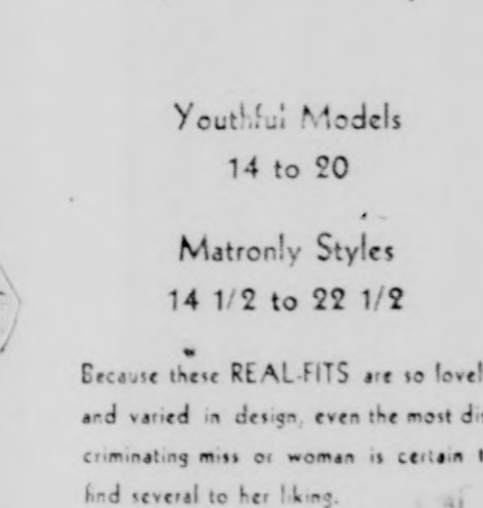 Youthful Models
14 to 20
Matronly Styles
14 1/2 to 22 1/2
Because these REAL-FITS are so lovel
and varied in design, even the most dis
criminating miss or woman is certain t
find several to her liking.